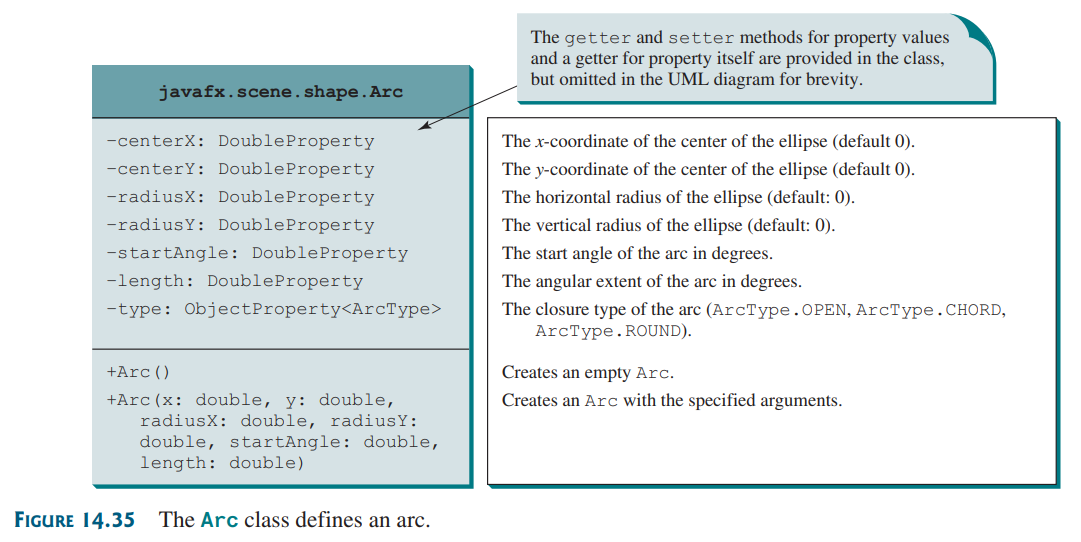 The getter and setter methods for property values
and a getter for property itself are provided in the class,
but omitted in the UML diagram for brevity.
javafx.scene.shape.Arc
-centerX: DoubleProperty
-centerY: DoubleProperty
-radiusX: DoubleProperty
-radiusY: DoubleProperty
-startAngle: DoubleProperty
-length: DoubleProperty
-type: ObjectProperty<ArcType>
The x-coordinate of the center of the ellipse (default 0).
The y-coordinate of the center of the ellipse (default 0).
The horizontal radius of the ellipse (default: 0).
The vertical radius of the ellipse (default: 0).
The start angle of the arc in degrees.
The angular extent of the arc in degrees.
The closure type of the arc (ArcType.OPEN, ArcType.CHORD,
ArcType.ROUND).
+Arc()
+Arc(x: double, y: double,
radiusX: double, radiusY:
double, startAngle: double,
length: double)
Creates an empty Arc.
Creates an Arc with the specified arguments.
FIGURE 14.35 The Arc class defines an arc.